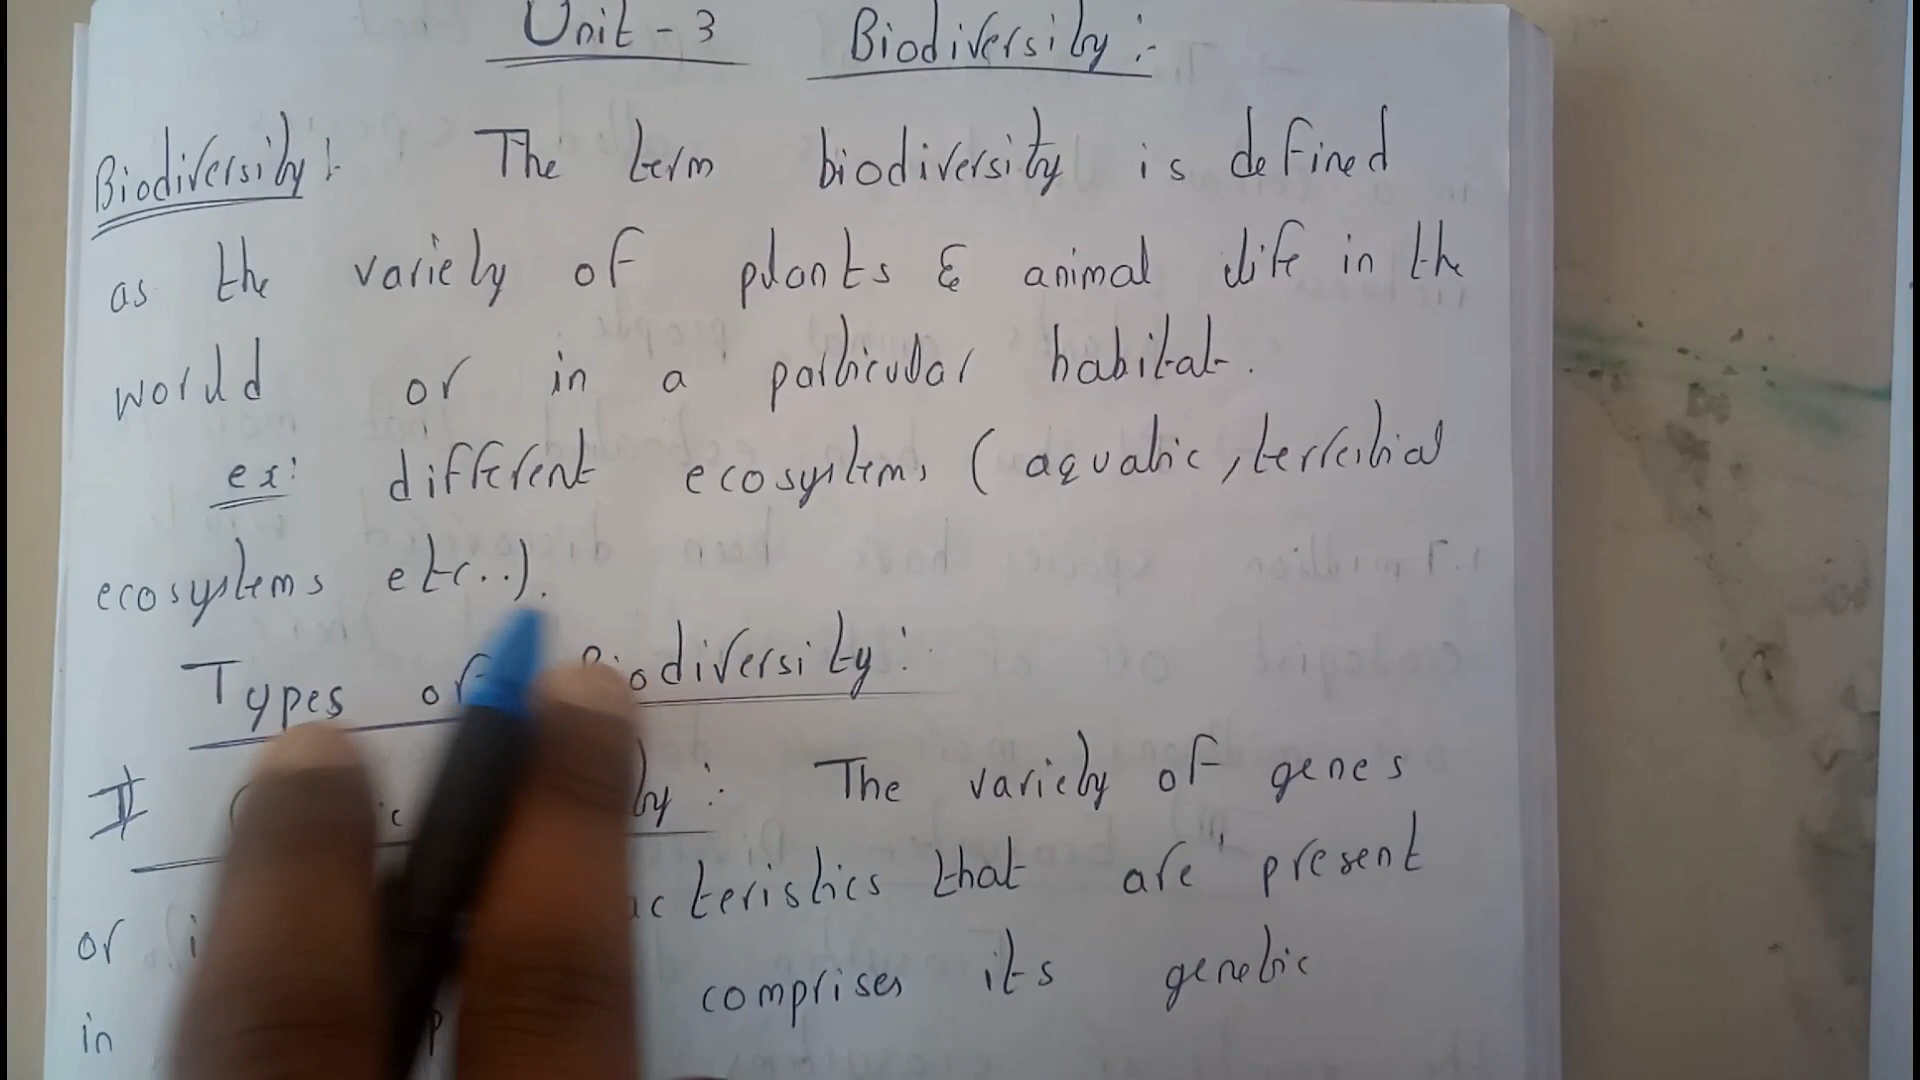 Unit - 3 Biodiversity :-
Biodiversity :- The term biodiversity is defined
as the variety of plants & animal life in the
world or in a particular habitat.
ex: different ecosystems (aquatic, terrestrial
ecosystems etc..).
Types of Biodiversity :
I : The variety of genes
or that are present
in comprises its genetic